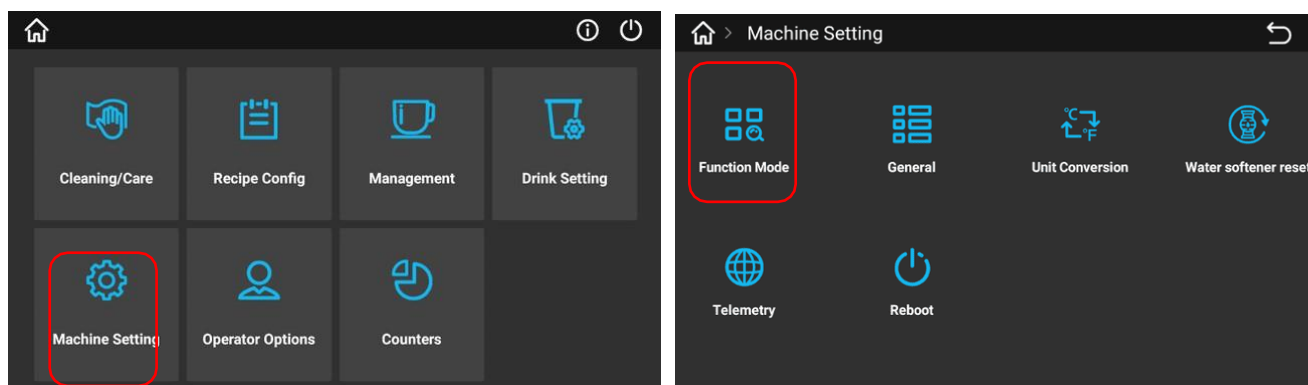 Cleaning/Care
Recipe Config
Management
Drink Setting
Machine Setting
Operator Options
Counters
> Machine Setting
Function Mode
General
°C °F
Unit Conversion
Water softener reset
Telemetry
Reboot